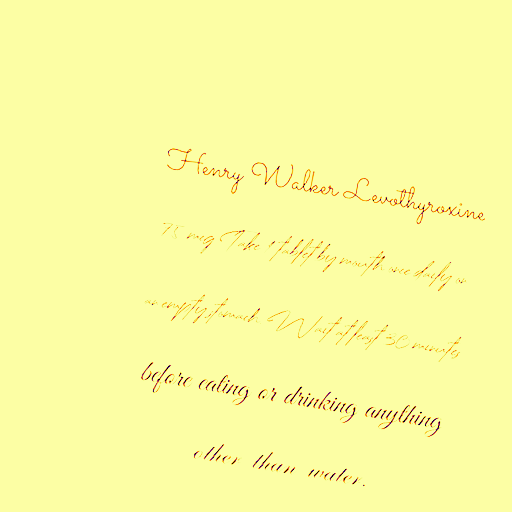 Henry Walker Levothyroxine
mcg Take 1 tablet by mouth once daily on
an empty stomach. Wait at least 30 minutes
before eating or drinking anything
other than water.